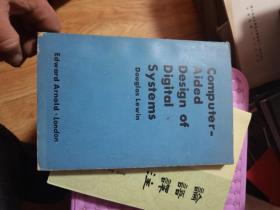 Computer-
Aided
Design of
Digital
Systems
Douglas Lewin
Edward Arnold · London